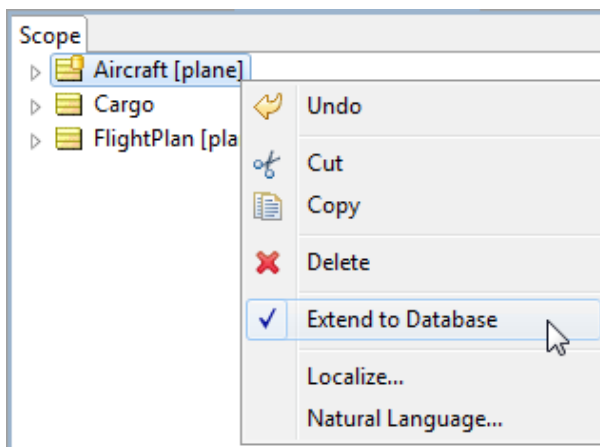 Scope
Aircraft [plane]
Cargo
FlightPlan [pla
Undo
Cut
Copy
Delete
Extend to Database
Localize...
Natural Language...